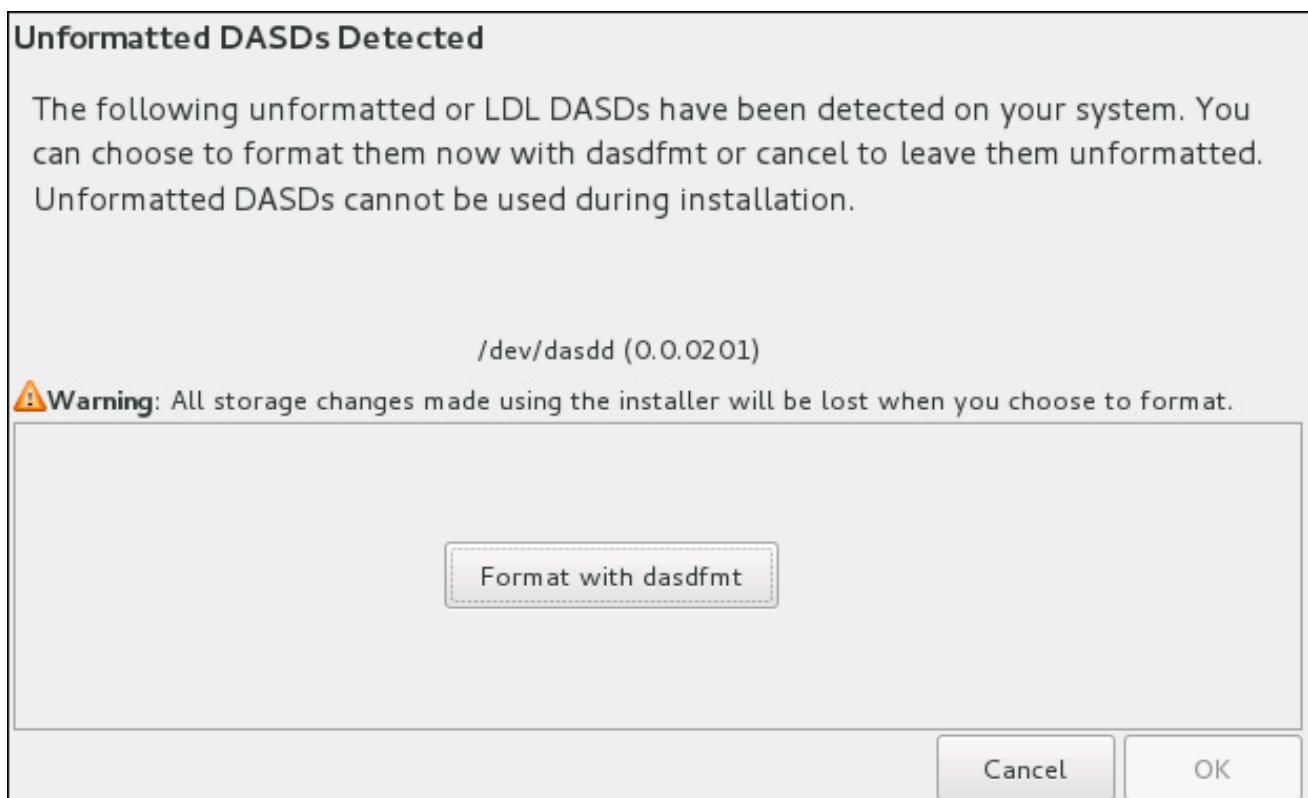 Unformatted DASDs Detected
The following unformatted or LDL DASDs have been detected on your system. You
can choose to format them now with dasdfmt or cancel to leave them unformatted.
Unformatted DASDs cannot be used during installation.
/dev/dasdd (0.0.0201)
Warning: All storage changes made using the installer will be lost when you choose to format.
Format with dasdfmt
Cancel
OK